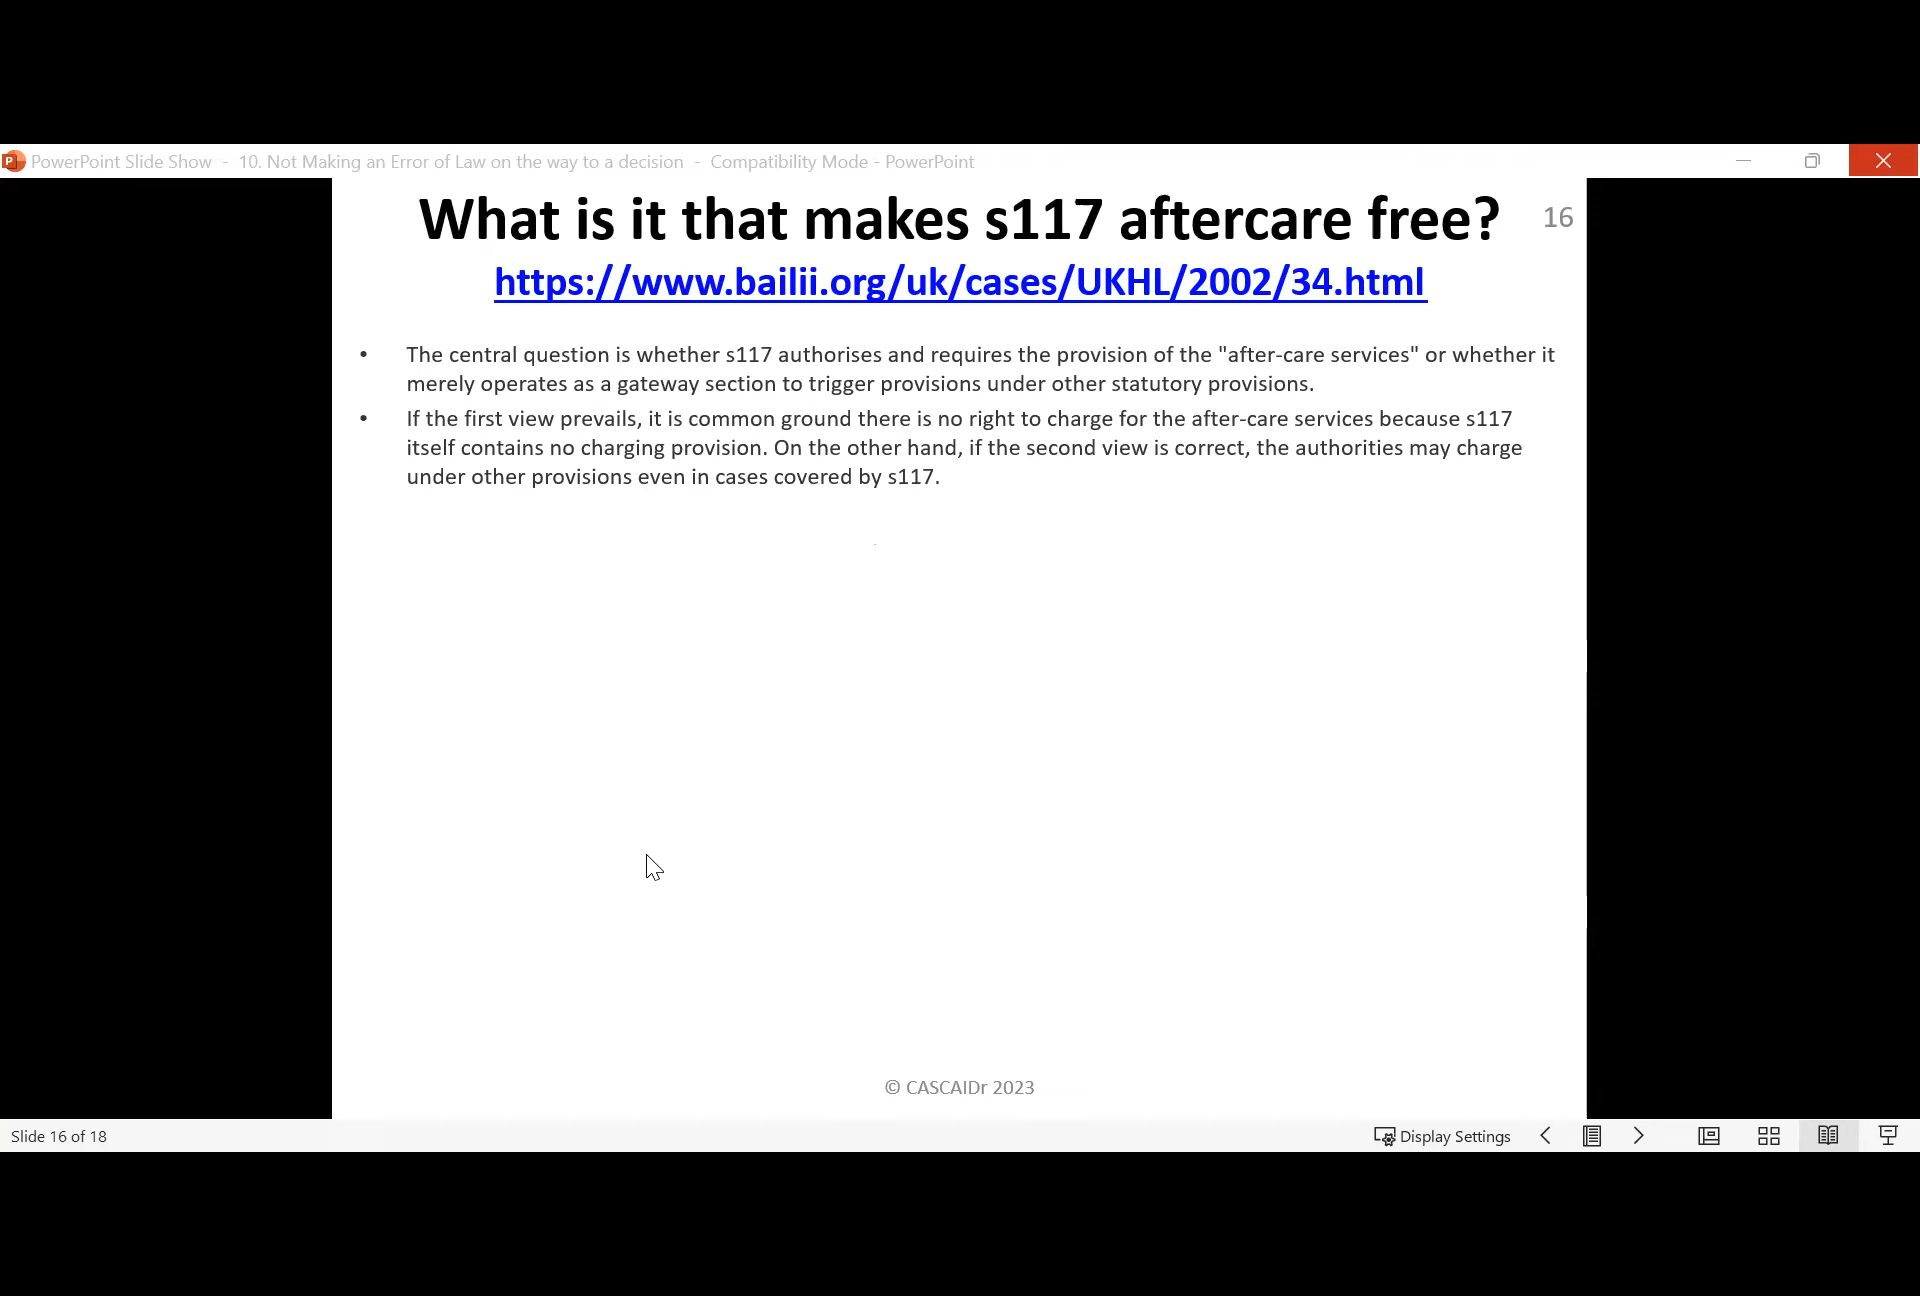 PowerPoint Slide Show - 10. Not Making an Error of Law on the way to a decision - Compatibility Mode - PowerPoint
What is it that makes s117 aftercare free?
16
https://www.bailii.org/uk/cases/UKHL/2002/34.html
• The central question is whether s117 authorises and requires the provision of the "after-care services" or whether it
merely operates as a gateway section to trigger provisions under other statutory provisions.
• If the first view prevails, it is common ground there is no right to charge for the after-care services because s117
itself contains no charging provision. On the other hand, if the second view is correct, the authorities may charge
under other provisions even in cases covered by s117.
© CASCAIDr 2023
Slide 16 of 18
Display Settings